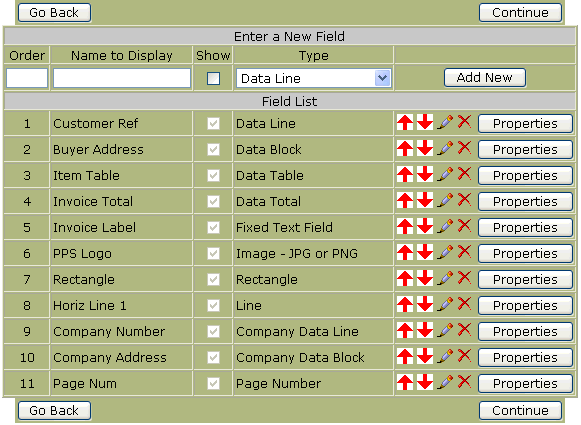 Go Back Continue
Enter a New Field
Order Name to Display Show Type
Data Line Add New
Field List
1 Customer Ref Data Line Properties
2 Buyer Address Data Block Properties
3 Item Table Data Table Properties
4 Invoice Total Data Total Properties
5 Invoice Label Fixed Text Field Properties
6 PPS Logo Image - JPG or PNG Properties
7 Rectangle Rectangle Properties
8 Horiz Line 1 Line Properties
9 Company Number Company Data Line Properties
10 Company Address Company Data Block Properties
11 Page Num Page Number Properties
Go Back Continue